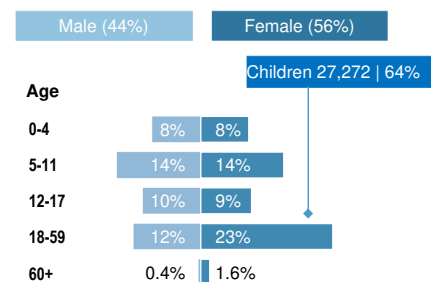 Male (44%) Female (56%)
Children 27,272 | 64%
Age
0-4 8% 8%
5-11 14% 14%
12-17 10% 9%
18-59 12% 23%
60+ 0.4% 1.6%